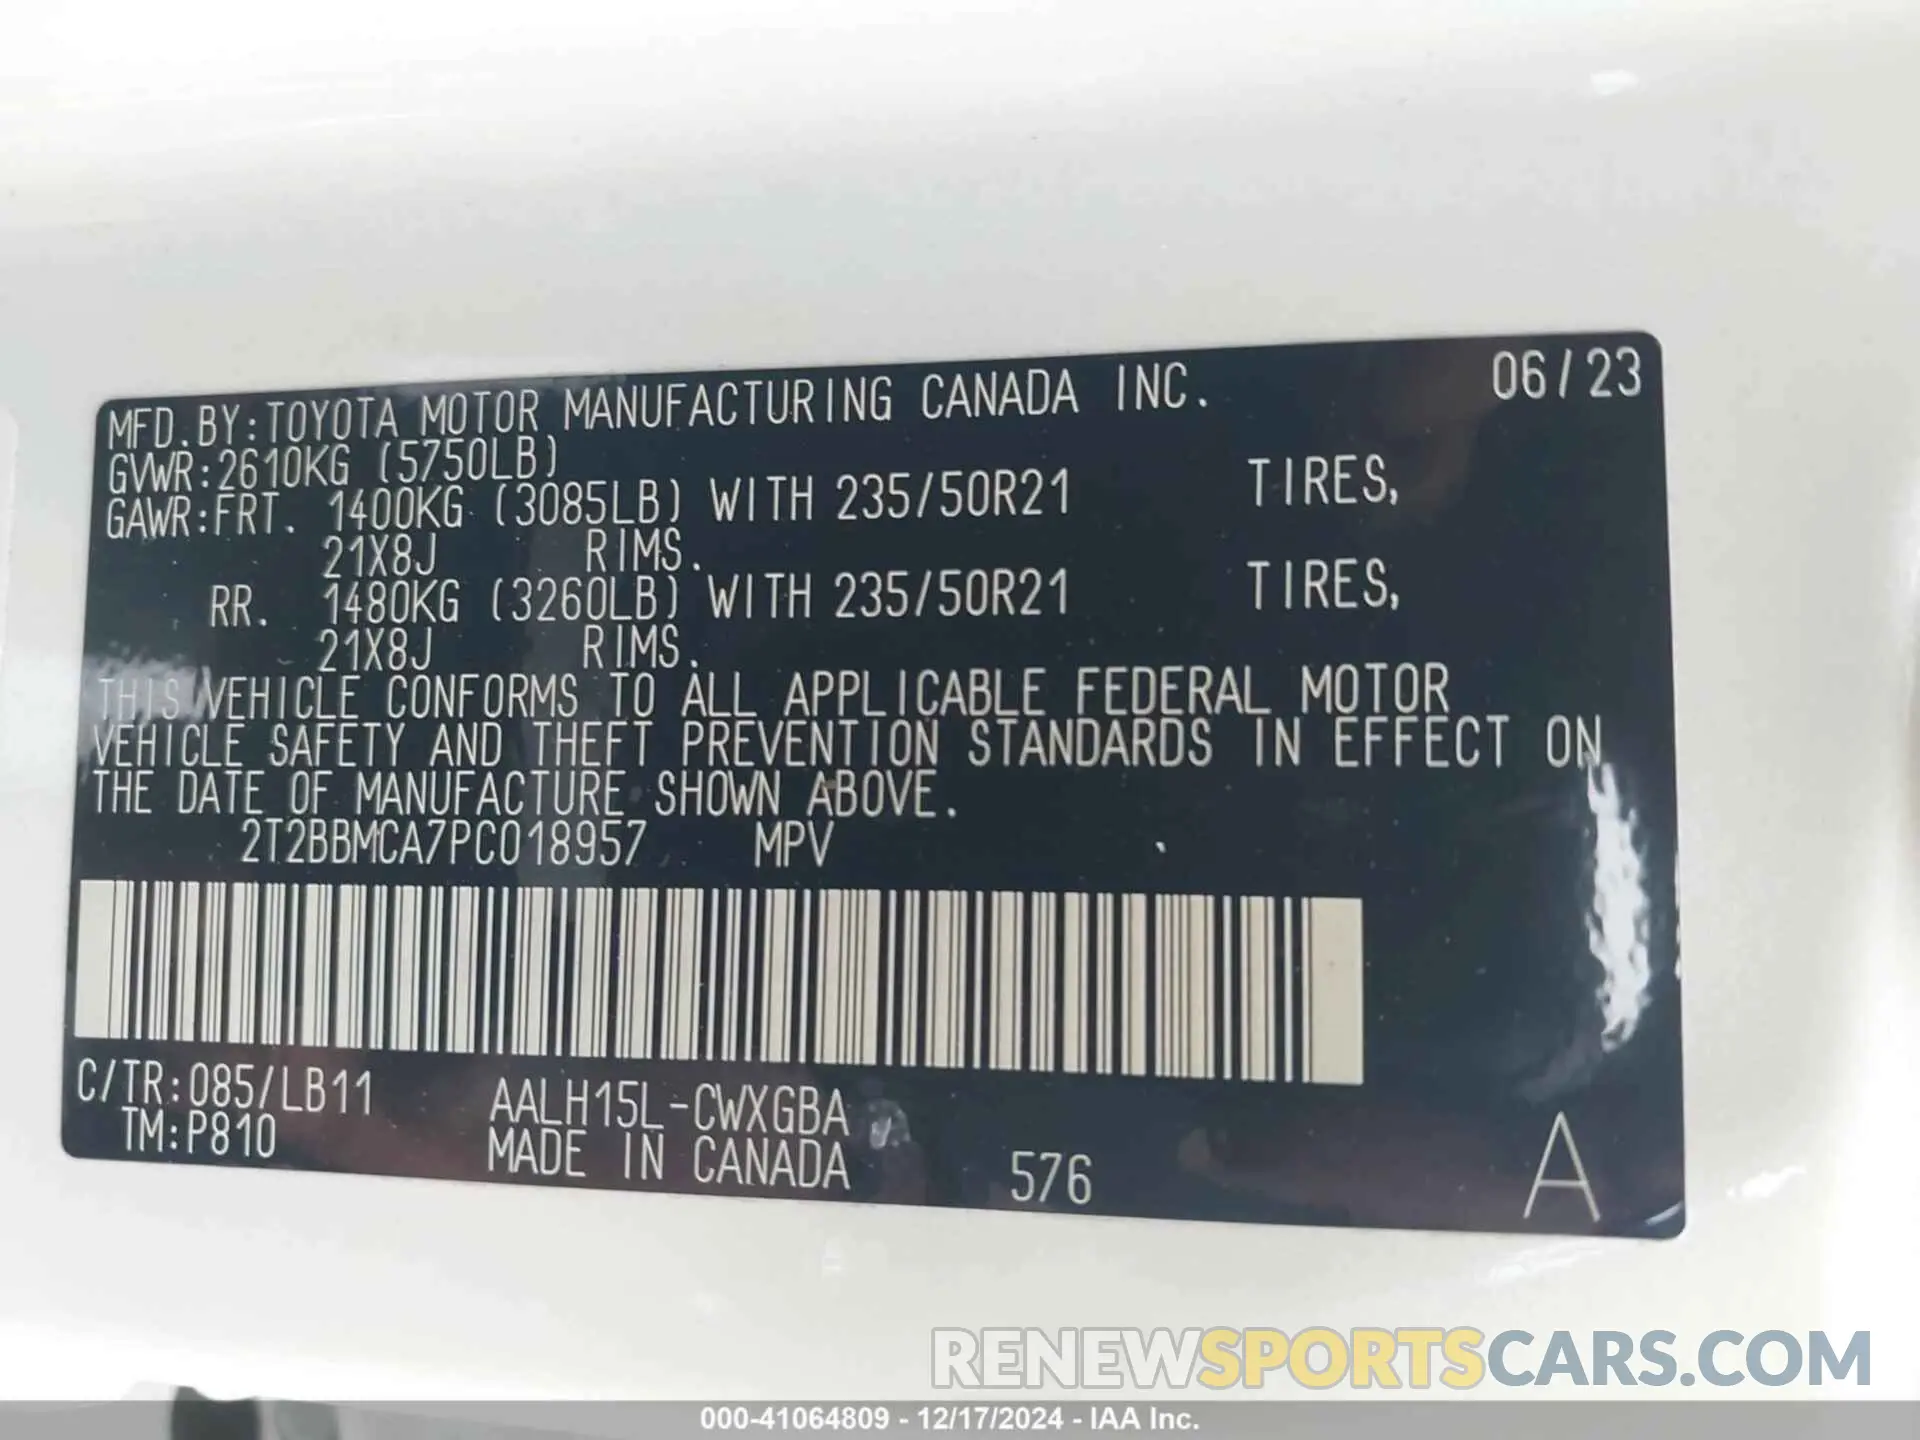 MFD.BY:TOYOTA MOTOR MANUFACTURING CANADA INC. 06/23
GVWR:2610KG (5750LB)
GAWR:FRT. 1400KG (3085LB) WITH 235/50R21 TIRES,
21X8J RIMS.
RR. 1480KG (3260LB) WITH 235/50R21 TIRES,
21X8J RIMS.
THIS VEHICLE CONFORMS TO ALL APPLICABLE FEDERAL MOTOR
VEHICLE SAFETY AND THEFT PREVENTION STANDARDS IN EFFECT ON
THE DATE OF MANUFACTURE SHOWN ABOVE.
2T2BBMCA7PC018957 MPV
C/TR:085/LB11 AALH15L-CWXGBA
TM:P810 MADE IN CANADA 576 A
RENEWSPORTSCARS.COM
000-41064809 - 12/17/2024 - IAA Inc.